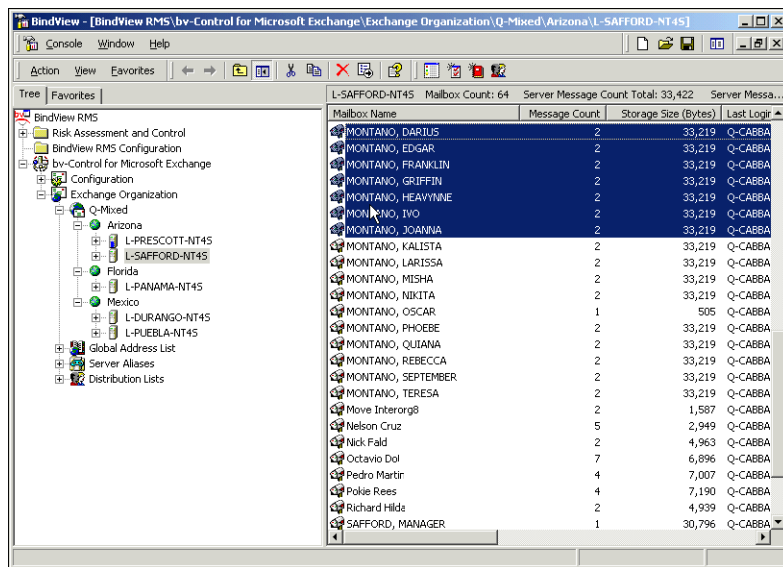 BindView - [BindView RMS\bv-Control for Microsoft Exchange\Exchange Organization\Q-Mixed\Arizona\L-SAFFORD-NT4S]
Console Window Help
Action View Favorites
Tree Favorites
L-SAFFORD-NT4S Mailbox Count: 64 Server Message Count Total: 33,422 Server Messa...
BindView RMS
Risk Assessment and Control
BindView RMS Configuration
bv-Control for Microsoft Exchange
Configuration
Exchange Organization
Q-Mixed
Arizona
L-PRESCOTT-NT4S
L-SAFFORD-NT4S
Florida
L-PANAMA-NT4S
Mexico
L-DURANGO-NT4S
L-PUEBLA-NT4S
Global Address List
Server Aliases
Distribution Lists
Mailbox Name Message Count Storage Size (Bytes) Last Logir
MONTANO, DARIUS 2 33,219 Q-CABBA
MONTANO, EDGAR 2 33,219 Q-CABBA
MONTANO, FRANKLIN 2 33,219 Q-CABBA
MONTANO, GRIFFIN 2 33,219 Q-CABBA
MONTANO, HEAVYNNE 2 33,219 Q-CABBA
MONTANO, IVO 2 33,219 Q-CABBA
MONTANO, JOANNA 2 33,219 Q-CABBA
MONTANO, KALISTA 2 33,219 Q-CABBA
MONTANO, LARISSA 2 33,219 Q-CABBA
MONTANO, MISHA 2 33,219 Q-CABBA
MONTANO, NIKITA 2 33,219 Q-CABBA
MONTANO, OSCAR 1 505 Q-CABBA
MONTANO, PHOEBE 2 33,219 Q-CABBA
MONTANO, QUIANA 2 33,219 Q-CABBA
MONTANO, REBECCA 2 33,219 Q-CABBA
MONTANO, SEPTEMBER 2 33,219 Q-CABBA
MONTANO, TERESA 2 33,219 Q-CABBA
Move Interorg8 2 1,587 Q-CABBA
Nelson Cruz 5 2,949 Q-CABBA
Nick Fald 2 4,963 Q-CABBA
Octavio Dol 7 6,896 Q-CABBA
Pedro Martin 4 7,007 Q-CABBA
Pokie Rees 4 7,190 Q-CABBA
Richard Hilda 2 4,939 Q-CABBA
SAFFORD, MANAGER 1 30,796 Q-CABBA